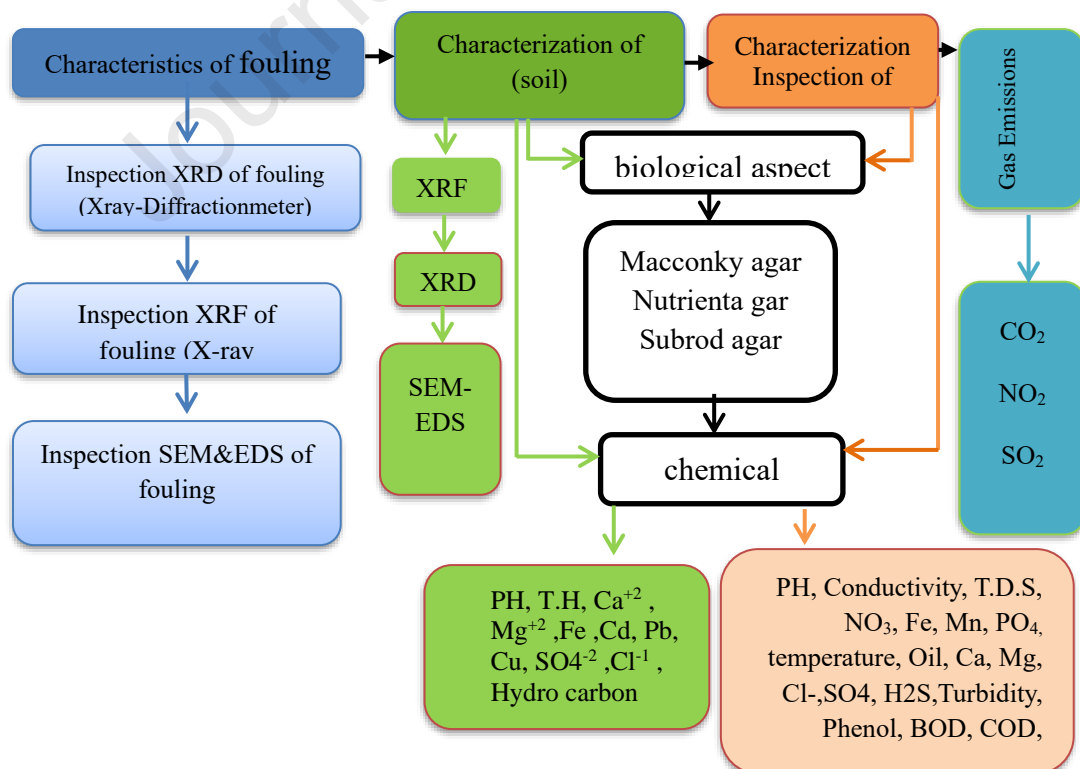 Characteristics of fouling
Characterization of
(soil)
Characterization
Inspection of
Gas Emissions
Inspection XRD of fouling
(Xray-Diffractionmeter)
Inspection XRF of
fouling (X-ray
Inspection SEM&EDS of
fouling
XRF
XRD
SEM-
EDS
biological aspect
Macconky agar
Nutrienta gar
Subrod agar
chemical
CO₂
NO₂
SO₂
PH, T.H, Ca⁺² ,
Mg⁺² ,Fe ,Cd, Pb,
Cu, SO4⁻² ,Cl⁻¹ ,
Hydro carbon
PH, Conductivity, T.D.S,
NO₃, Fe, Mn, PO₄,
temperature, Oil, Ca, Mg,
Cl-,SO4, H2S,Turbidity,
Phenol, BOD, COD,